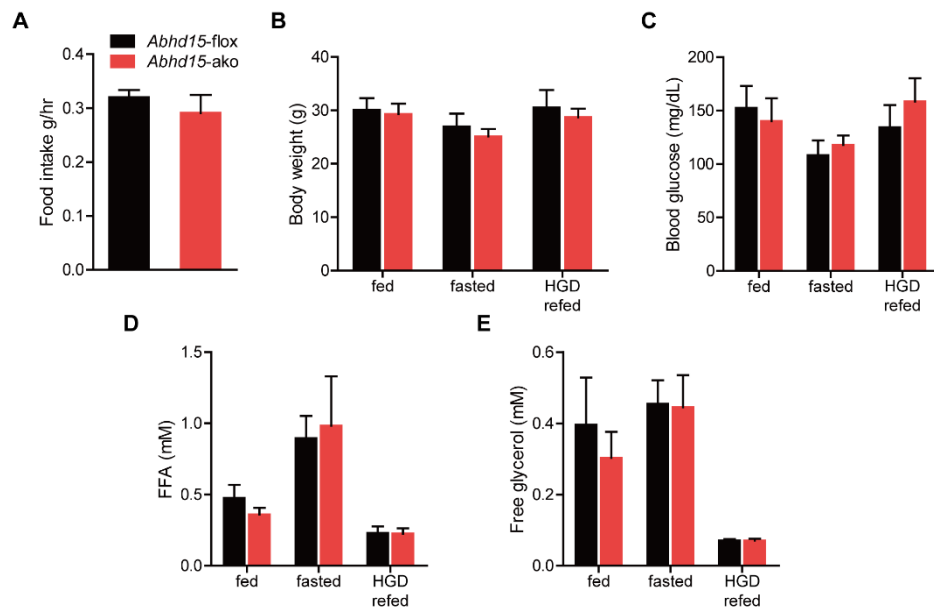 A
Abhd15-flox
Abhd15-ako
Food intake g/hr
0.4
0.3
0.2
0.1
0.0
B
Body weight (g)
40
30
20
10
0
fed
fasted
HGD
refed
C
Blood glucose (mg/dL)
200
150
100
50
0
fed
fasted
HGD
refed
D
FFA (mM)
1.5
1.0
0.5
0.0
fed
fasted
HGD
refed
E
Free glycerol (mM)
0.6
0.4
0.2
0.0
fed
fasted
HGD
refed